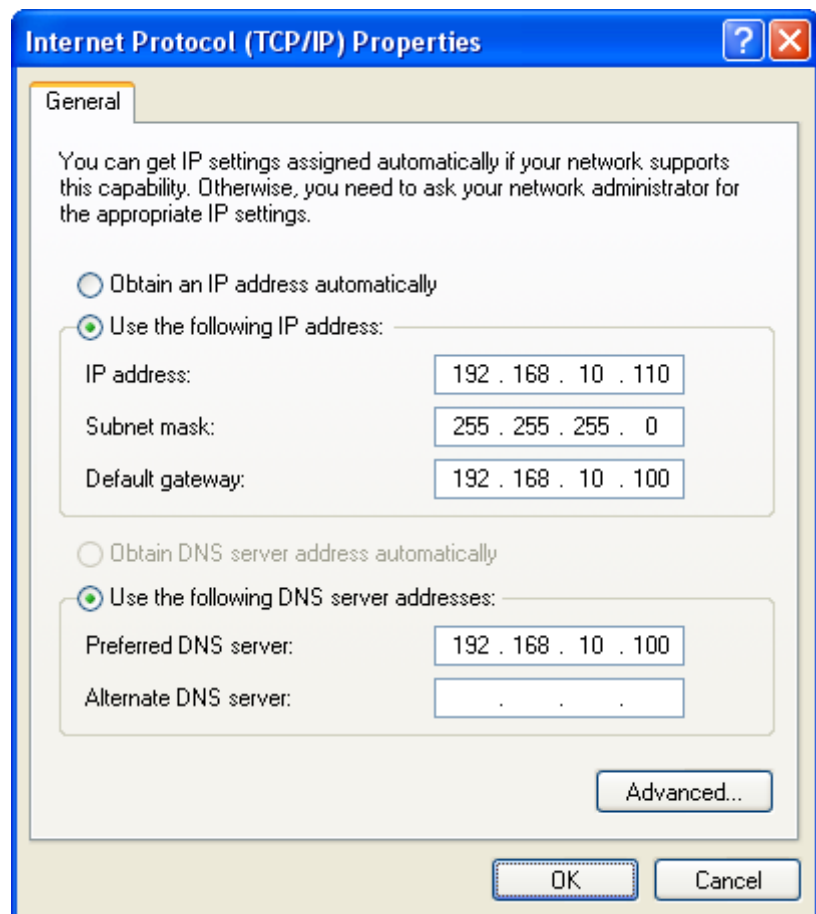 Internet Protocol (TCP/IP) Properties
General
You can get IP settings assigned automatically if your network supports
this capability. Otherwise, you need to ask your network administrator for
the appropriate IP settings.
Obtain an IP address automatically
Use the following IP address:
IP address: 192 . 168 . 10 . 110
Subnet mask: 255 . 255 . 255 . 0
Default gateway: 192 . 168 . 10 . 100
Obtain DNS server address automatically
Use the following DNS server addresses:
Preferred DNS server: 192 . 168 . 10 . 100
Alternate DNS server: . . .
Advanced...
OK Cancel